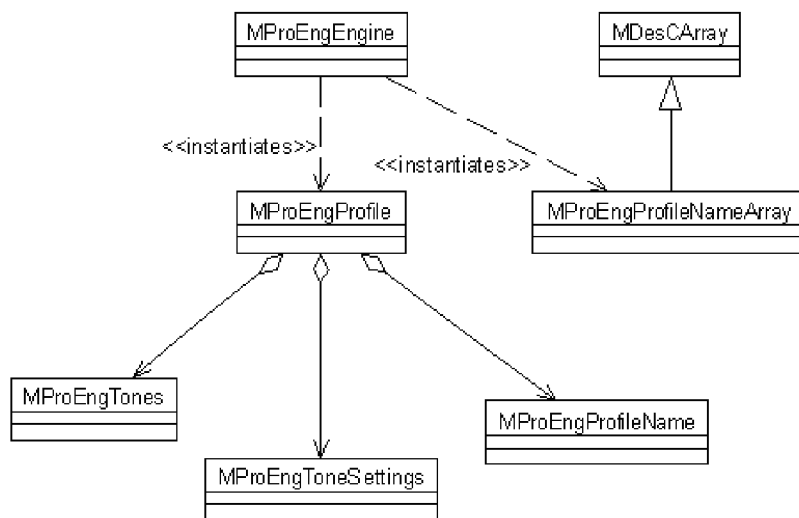 MProEngEngine
MDesCArray
<<instantiates>>
<<instantiates>>
MProEngProfile
MProEngProfileNameArray
MProEngTones
MProEngProfileName
MProEngToneSettings